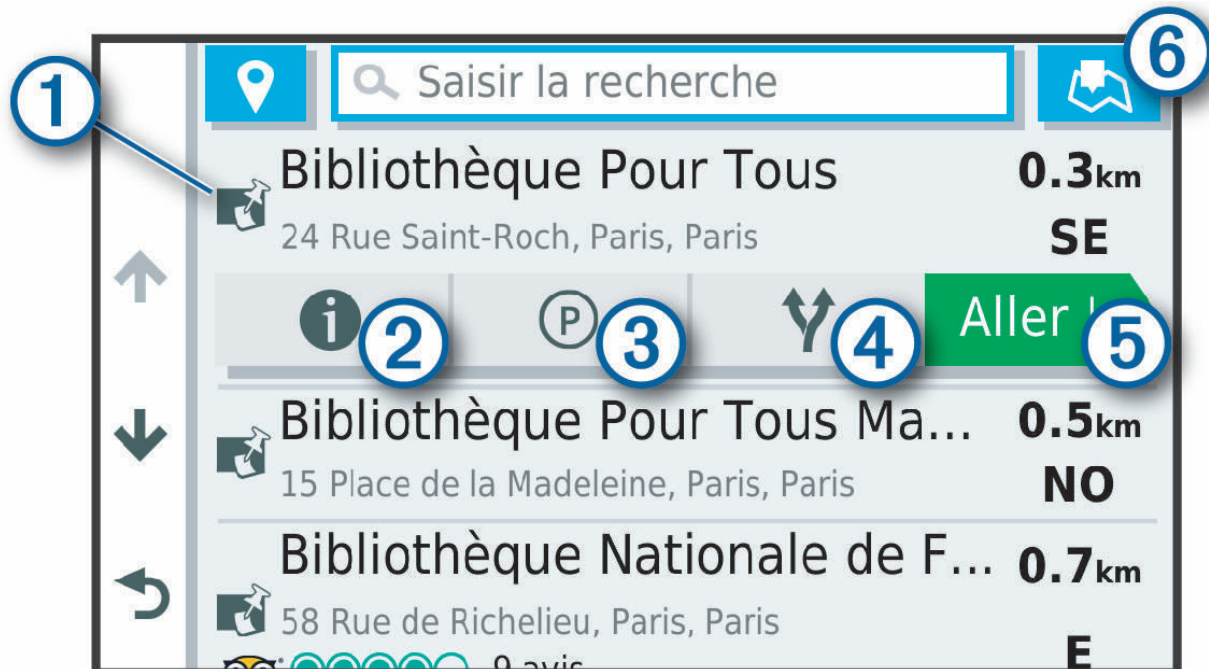 6
1
Saisir la recherche
Bibliothèque Pour Tous
0.3km
24 Rue Saint-Roch, Paris, Paris
SE
2
P
3
4
Aller !
5
Bibliothèque Pour Tous Ma...
0.5km
15 Place de la Madeleine, Paris, Paris
NO
Bibliothèque Nationale de F...
0.7km
58 Rue de Richelieu, Paris, Paris
E
9 avis